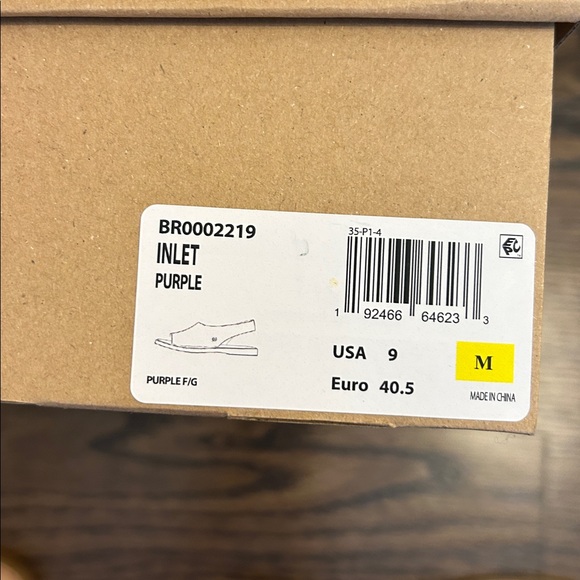 BR0002219
INLET
PURPLE
PURPLE F/G
35-P1-4
1 92466 64623 3
USA 9
Euro 40.5
M
MADE IN CHINA